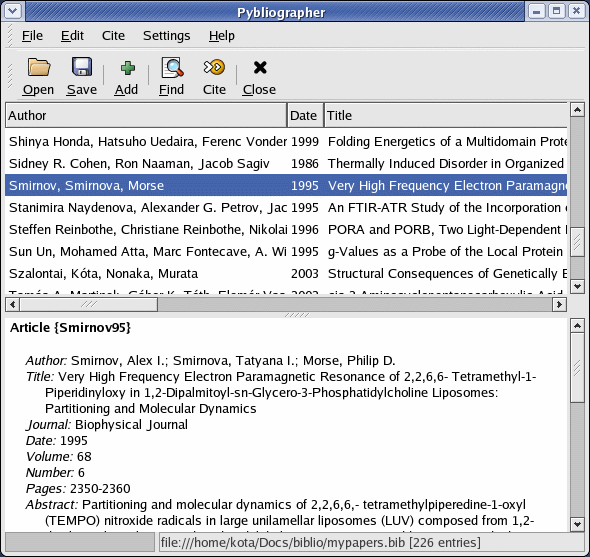 Pybliographer
File Edit Cite Settings Help
Open Save Add Find Cite Close
Author Date Title
Shinya Honda, Hatsuho Uedaira, Ferenc Vonder 1999 Folding Energetics of a Multidomain Prote
Sidney R. Cohen, Ron Naaman, Jacob Sagiv 1986 Thermally Induced Disorder in Organized
Smirnov, Smirnova, Morse 1995 Very High Frequency Electron Paramagne
Stanimira Naydenova, Alexander G. Petrov, Jac 1995 An FTIR-ATR Study of the Incorporation
Steffen Reinbothe, Christiane Reinbothe, Nikolai 1996 PORA and PORB, Two Light-Dependent
Sun Un, Mohamed Atta, Marc Fontecave, A. Wi 1995 g-Values as a Probe of the Local Protein
Szalontai, Kóta, Nonaka, Murata 2003 Structural Consequences of Genetically E
Article {Smirnov95}
Author: Smirnov, Alex I.; Smirnova, Tatyana I.; Morse, Philip D.
Title: Very High Frequency Electron Paramagnetic Resonance of 2,2,6,6- Tetramethyl-1-
Piperidinyloxy in 1,2-Dipalmitoyl-sn-Glycero-3-Phosphatidylcholine Liposomes:
Partitioning and Molecular Dynamics
Journal: Biophysical Journal
Date: 1995
Volume: 68
Number: 6
Pages: 2350-2360
Abstract: Partitioning and molecular dynamics of 2,2,6,6,- tetramethylpiperedine-1-oxyl
(TEMPO) nitroxide radicals in large unilamellar liposomes (LUV) composed from 1,2-
file:///home/kota/Docs/biblio/mypapers.bib [226 entries]